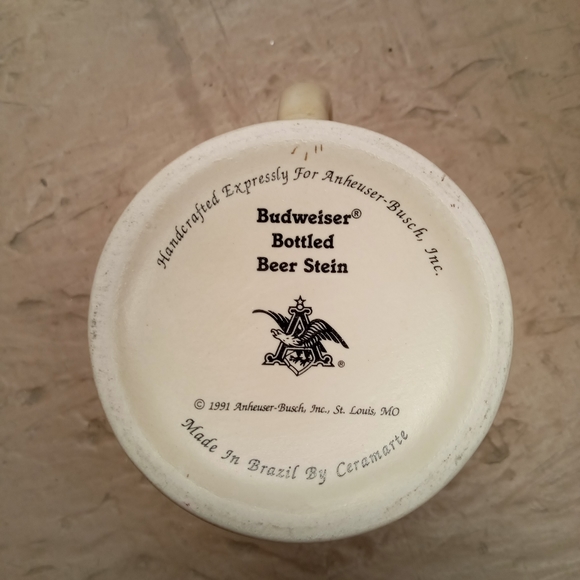 Handcrafted Expressly For Anheuser-Busch, Inc.
Budweiser®
Bottled
Beer Stein
A
®
© 1991 Anheuser-Busch, Inc., St. Louis, MO
Made In Brazil By Ceramarte